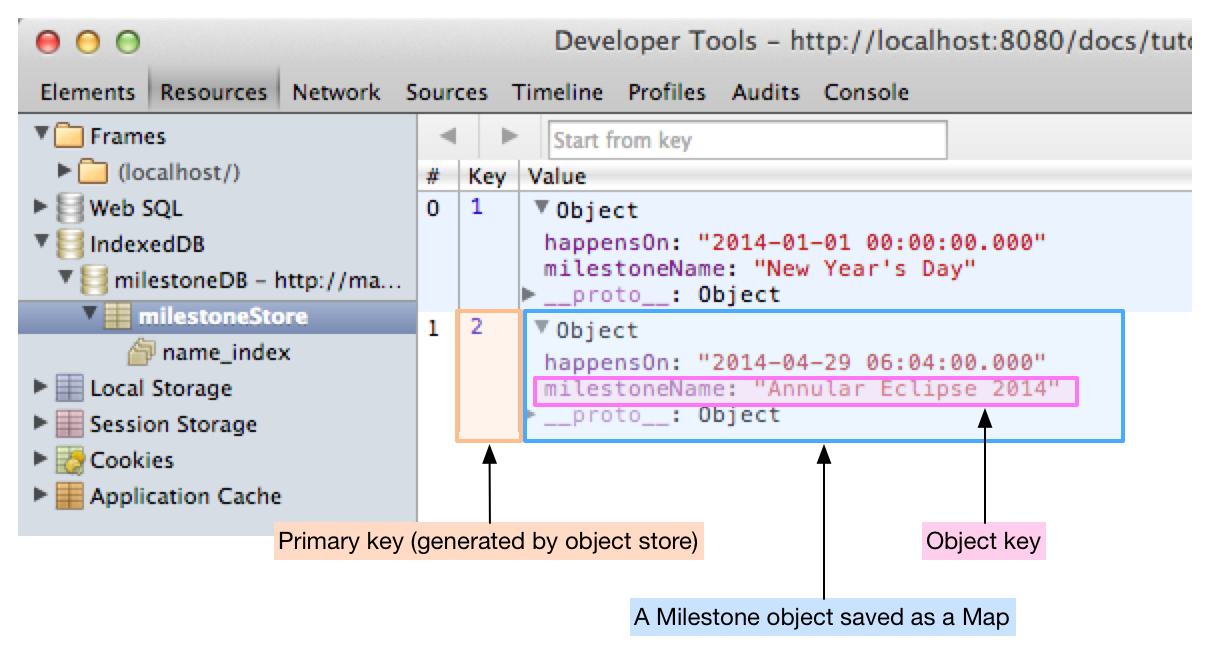 Developer Tools – http://localhost:8080/docs/tuto
Elements Resources Network Sources Timeline Profiles Audits Console
Frames
(localhost/)
Web SQL
IndexedDB
milestoneDB – http://ma...
milestoneStore
name_index
Local Storage
Session Storage
Cookies
Application Cache
Start from key
# Key Value
0 1 Object
happensOn: "2014-01-01 00:00:00.000"
milestoneName: "New Year's Day"
__proto__: Object
1 2 Object
happensOn: "2014-04-29 06:04:00.000"
milestoneName: "Annular Eclipse 2014"
__proto__: Object
Primary key (generated by object store)
Object key
A Milestone object saved as a Map